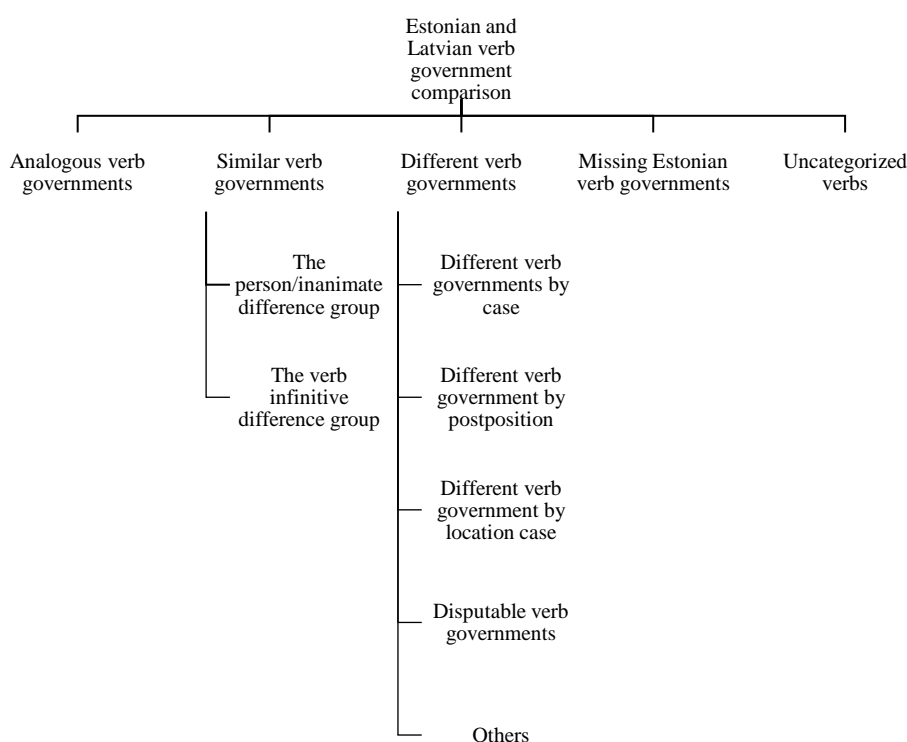 Estonian and
Latvian verb
government
comparison
Analogous verb
governments
Similar verb
governments
Different verb
governments
Missing Estonian
verb governments
Uncategorized
verbs
The
person/inanimate
difference group
The verb
infinitive
difference group
Different verb
governments by
case
Different verb
government by
postposition
Different verb
government by
location case
Disputable verb
governments
Others